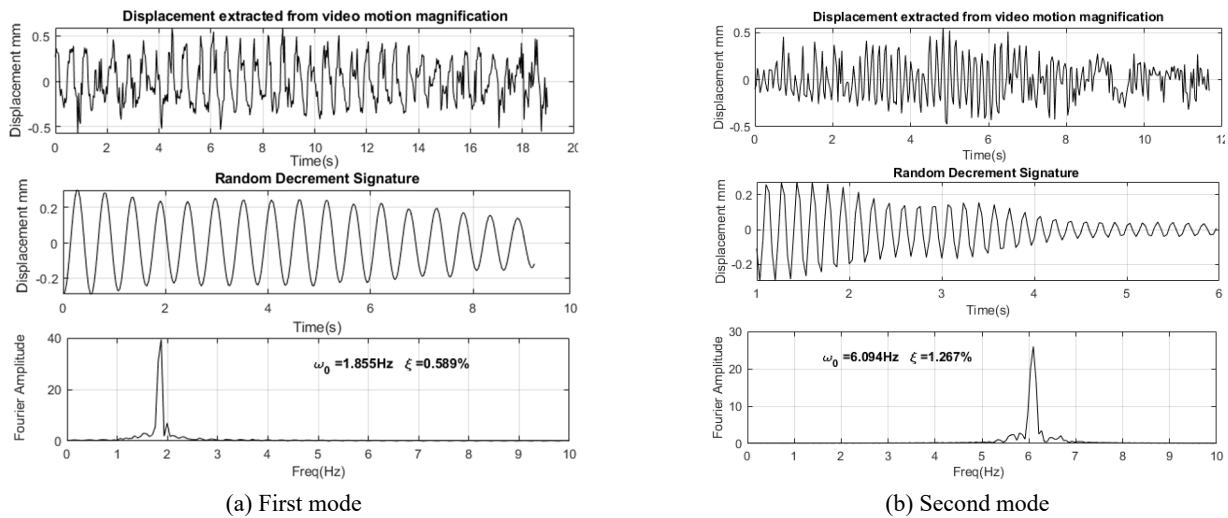 Displacement extracted from video motion magnification
Displacement mm
0.5
0
-0.5
0 2 4 6 8 10 12 14 16 18 20
Time(s)
Random Decrement Signature
Displacement mm
0.2
0
-0.2
0 2 4 6 8 10
Time(s)
Fourier Amplitude
40
20
0
ω0 =1.855Hz ξ =0.589%
0 1 2 3 4 5 6 7 8 9 10
Freq(Hz)
(a) First mode
Displacement extracted from video motion magnification
Displacement mm
0.5
0
-0.5
0 2 4 6 8 10 12
Time(s)
Random Decrement Signature
Displacement mm
0.2
0
-0.2
1 2 3 4 5 6
Time(s)
Fourier Amplitude
30
20
10
0
ω0 =6.094Hz ξ =1.267%
0 1 2 3 4 5 6 7 8 9 10
Freq(Hz)
(b) Second mode